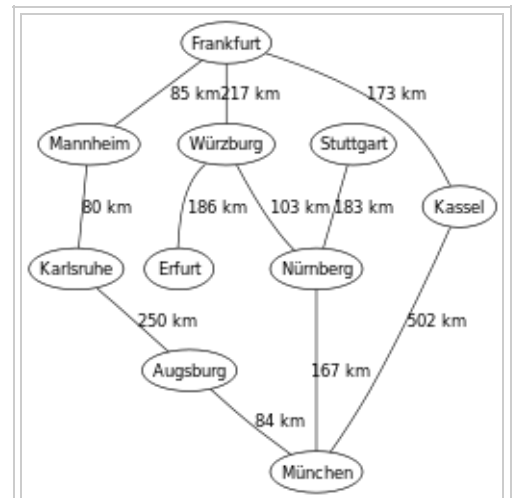 Frankfurt
85 km
217 km
173 km
Mannheim
Würzburg
Stuttgart
80 km
186 km
103 km
183 km
Kassel
Karlsruhe
Erfurt
Nürnberg
250 km
502 km
Augsburg
167 km
84 km
München